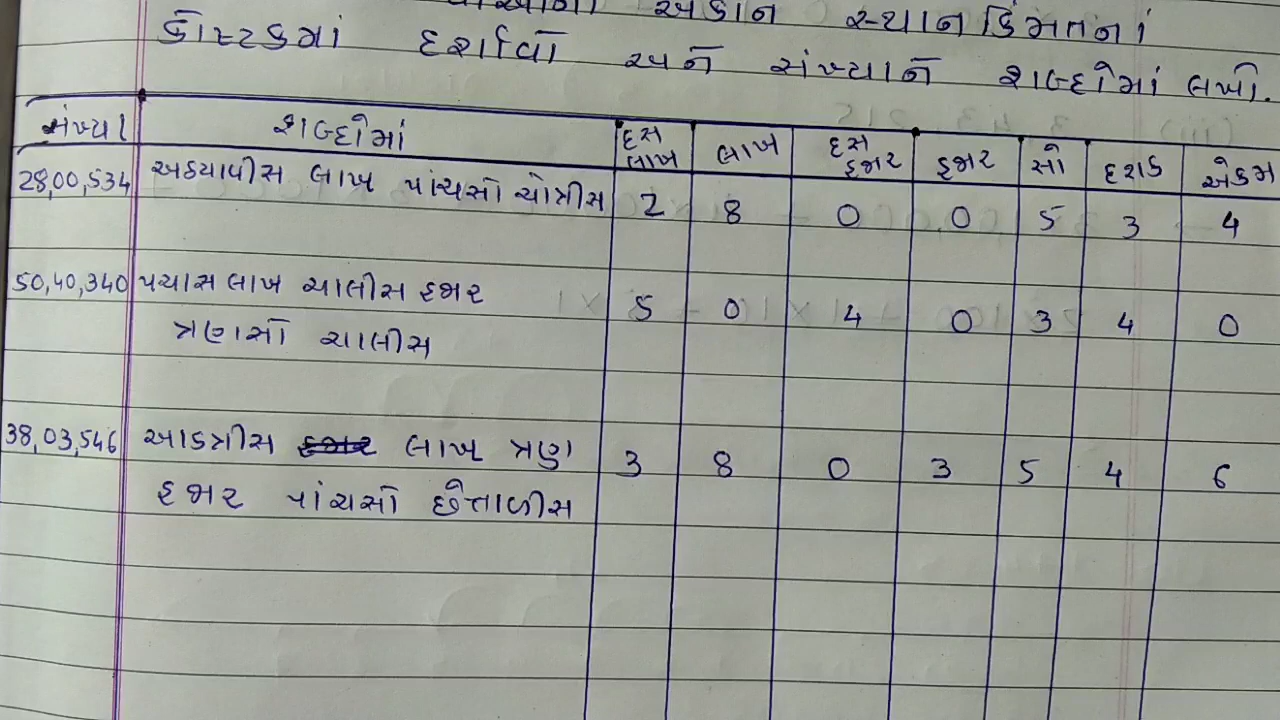 અંકોને સ્થાનકિંમતનાં
કોષ્ટકમાં દર્શાવો અને સંખ્યાને શબ્દોમાં લખો.
સંખ્યા શબ્દોમાં દસ લાખ લાખ દસ હજાર હજાર સો દશક એકમ
28,00,534 અઠ્યાવીસ લાખ પાંચસો ચોત્રીસ 2 8 0 0 5 3 4
50,40,340 પચાસ લાખ ચાલીસ હજાર 5 0 4 0 3 4 0
ત્રણસો ચાલીસ
38,03,546 આડત્રીસ લાખ ત્રણ 3 8 0 3 5 4 6
હજાર પાંચસો છેતાળીસ